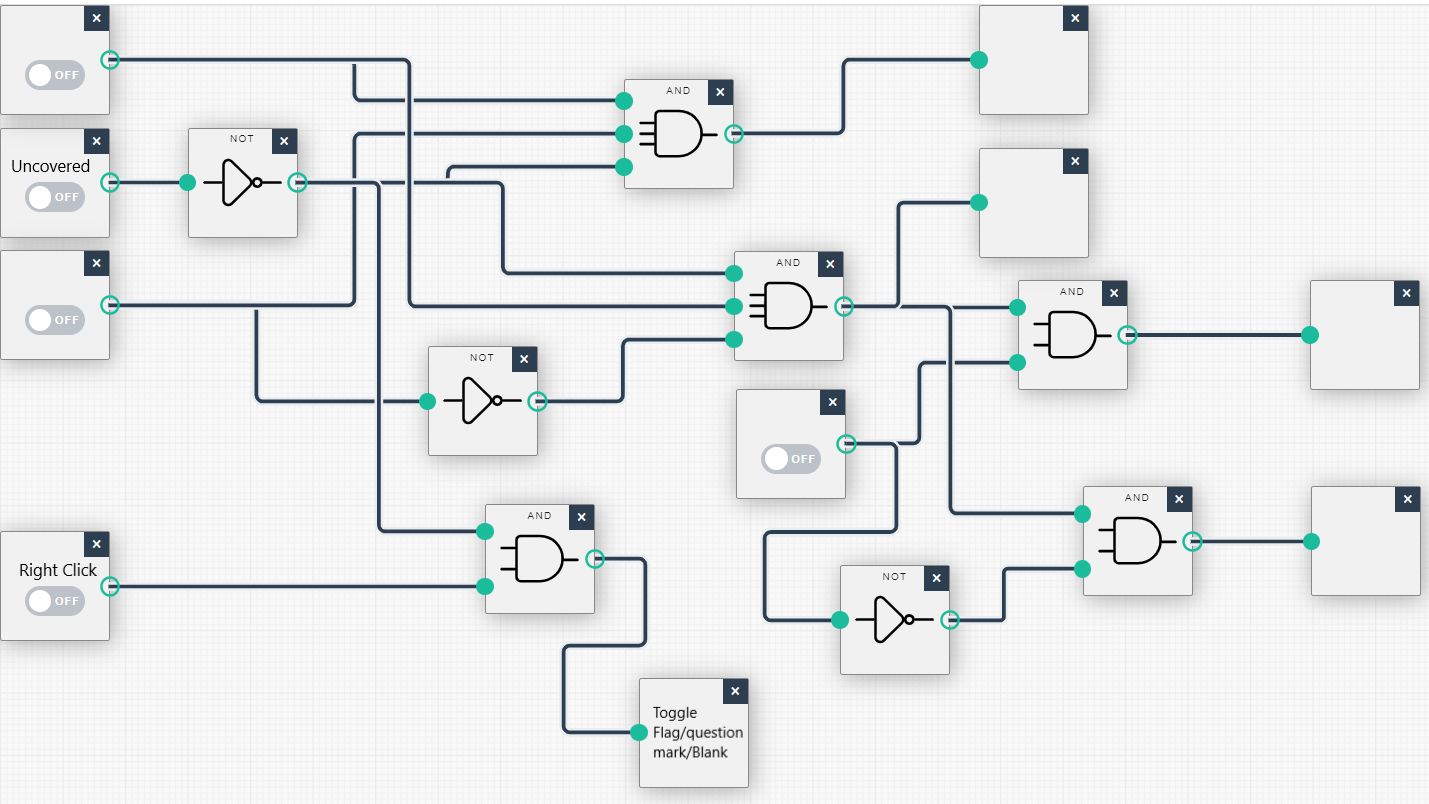 OFF
AND
Uncovered
OFF
NOT
OFF
AND
AND
NOT
OFF
AND
AND
Right Click
OFF
NOT
Toggle
Flag/question
mark/Blank